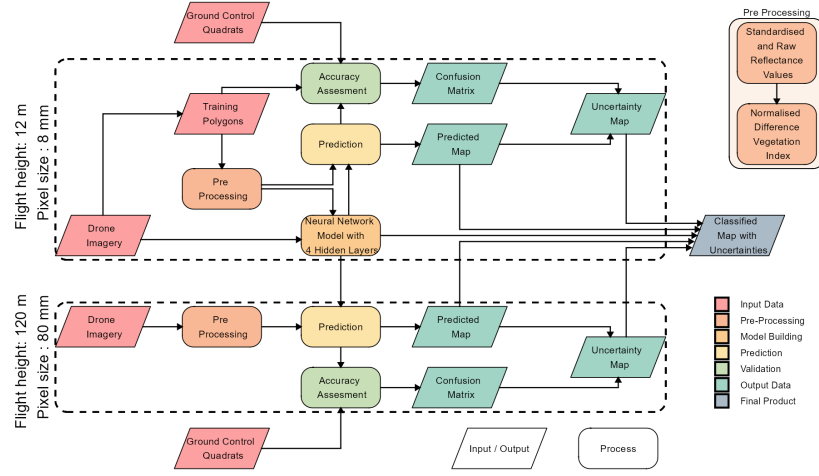 Ground Control
Quadrats
Pre Processing
Standardised
and Raw
Reflectance
Values
Normalised
Difference
Vegetation
Index
Flight height: 12 m
Pixel size : 8 mm
Accuracy
Assesment
Confusion
Matrix
Training
Polygons
Uncertainty
Map
Prediction
Predicted
Map
Pre
Processing
Drone
Imagery
Neural Network
Model with
4 Hidden Layers
Classified
Map with
Uncertainties
Flight height: 120 m
Pixel size : 80 mm
Drone
Imagery
Pre
Processing
Prediction
Predicted
Map
Uncertainty
Map
Accuracy
Assesment
Confusion
Matrix
Ground Control
Quadrats
Input / Output
Process
Input Data
Pre-Processing
Model Building
Prediction
Validation
Output Data
Final Product